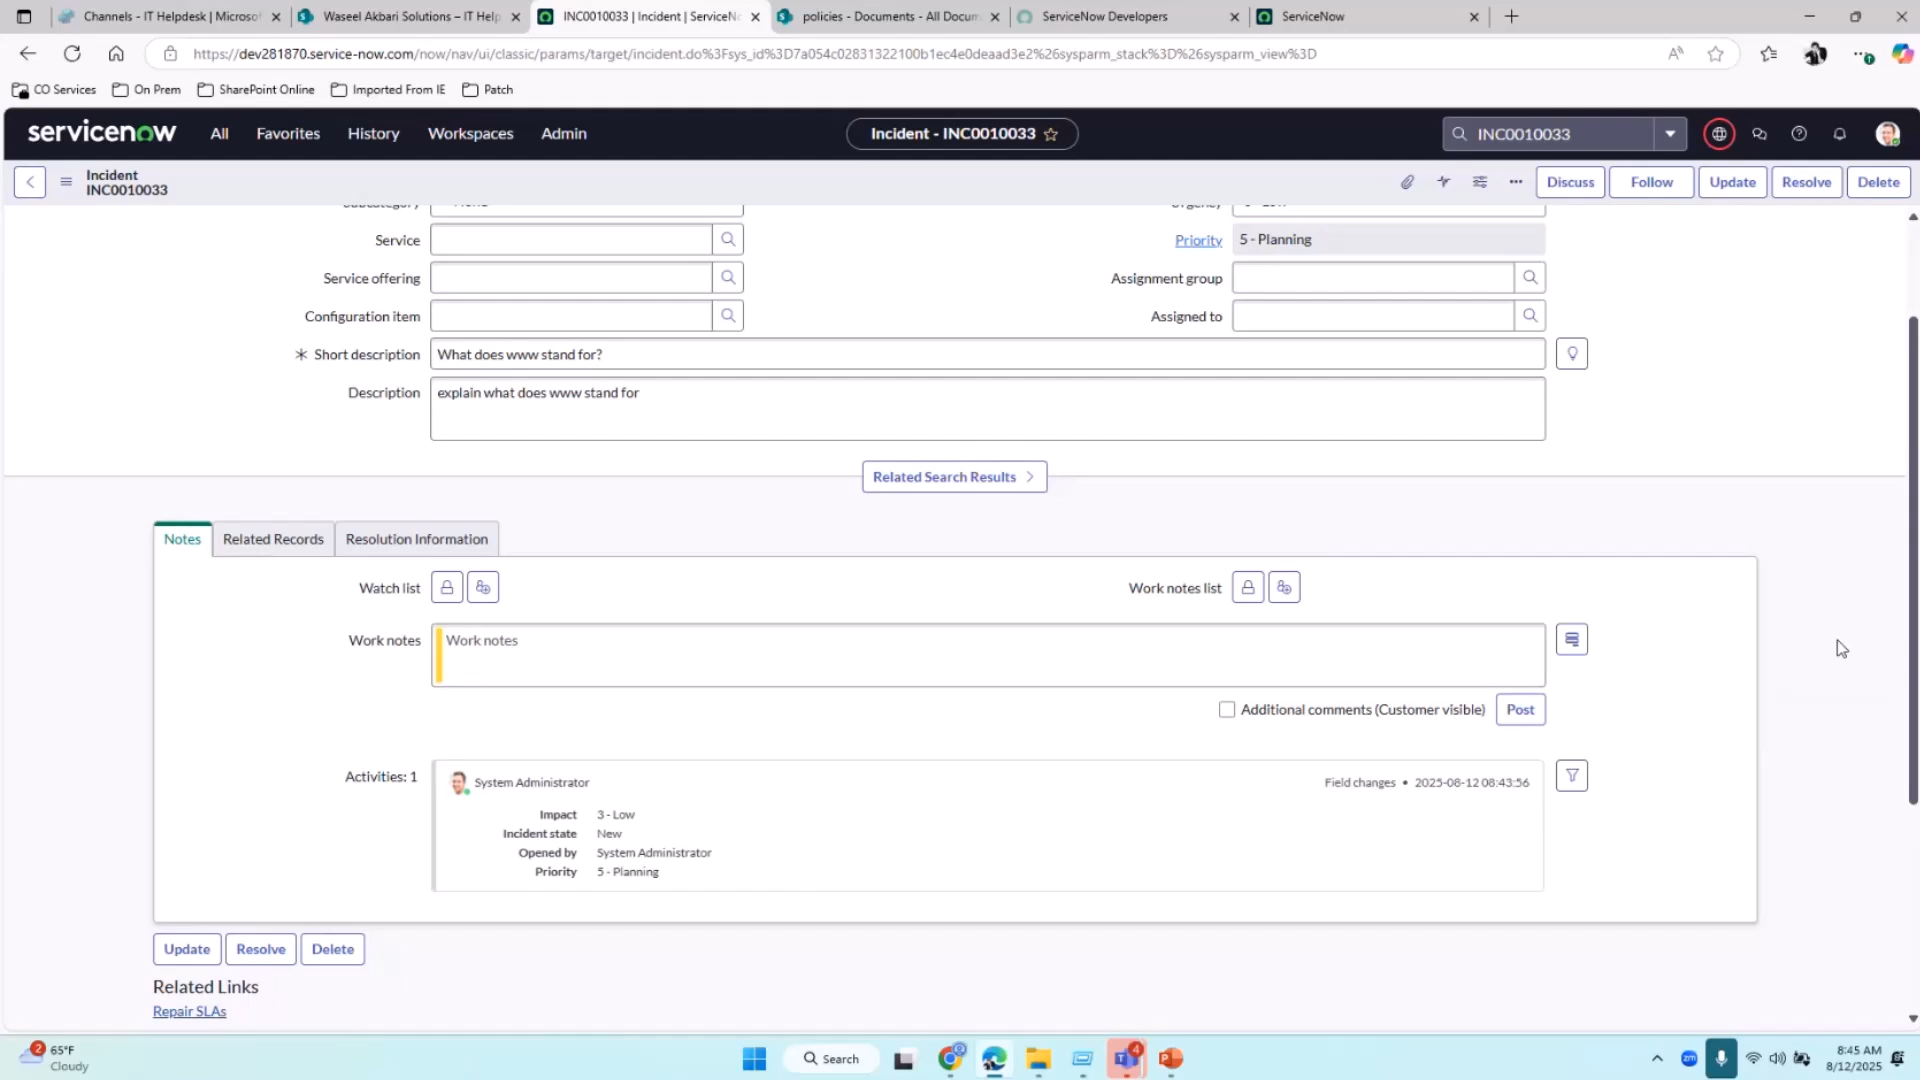 Channels - IT Helpdesk | Microsof
Waseel Akbari Solutions – IT Help
INC0010033 | Incident | ServiceN
policies - Documents - All Docum
ServiceNow Developers
ServiceNow
https://dev281870.service-now.com/now/nav/ui/classic/params/target/incident.do%3Fsys_id%3D7a054c02831322100b1ec4e0deaad3e2%26sysparm_stack%3D%26sysparm_view%3D
CO Services On Prem SharePoint Online Imported From IE Patch
servicenow All Favorites History Workspaces Admin Incident - INC0010033 INC0010033
Incident
INC0010033
Discuss Follow Update Resolve Delete
Subcategory Urgency
Service Priority 5 - Planning
Service offering Assignment group
Configuration item Assigned to
Short description What does www stand for?
Description explain what does www stand for
Related Search Results
Notes Related Records Resolution Information
Watch list Work notes list
Work notes Work notes
Additional comments (Customer visible) Post
Activities: 1 System Administrator Field changes • 2025-08-12 08:43:56
Impact 3 - Low
Incident state New
Opened by System Administrator
Priority 5 - Planning
Update Resolve Delete
Related Links
Repair SLAs
2 65°F
Cloudy
Search
4
zm
8:45 AM
8/12/2025